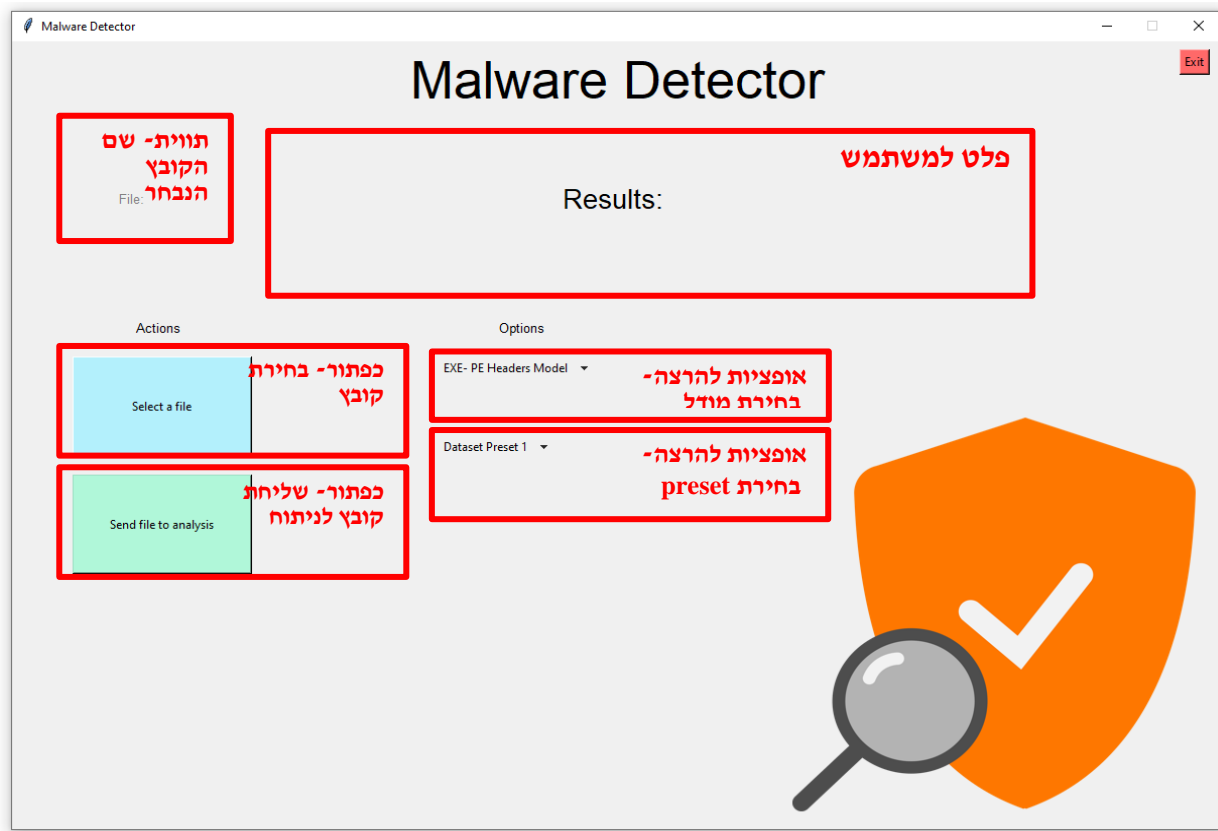 Malware Detector
Exit
Malware Detector
תווית- שם
הקובץ
הנבחר
File:
פלט למשתמש
Results:
Actions
Options
Select a file
כפתור- בחירת
קובץ
Send file to analysis
כפתור- שליחת
קובץ לניתוח
EXE- PE Headers Model
אופציות להרצה-
בחירת מודל
Dataset Preset 1
אופציות להרצה-
בחירת preset